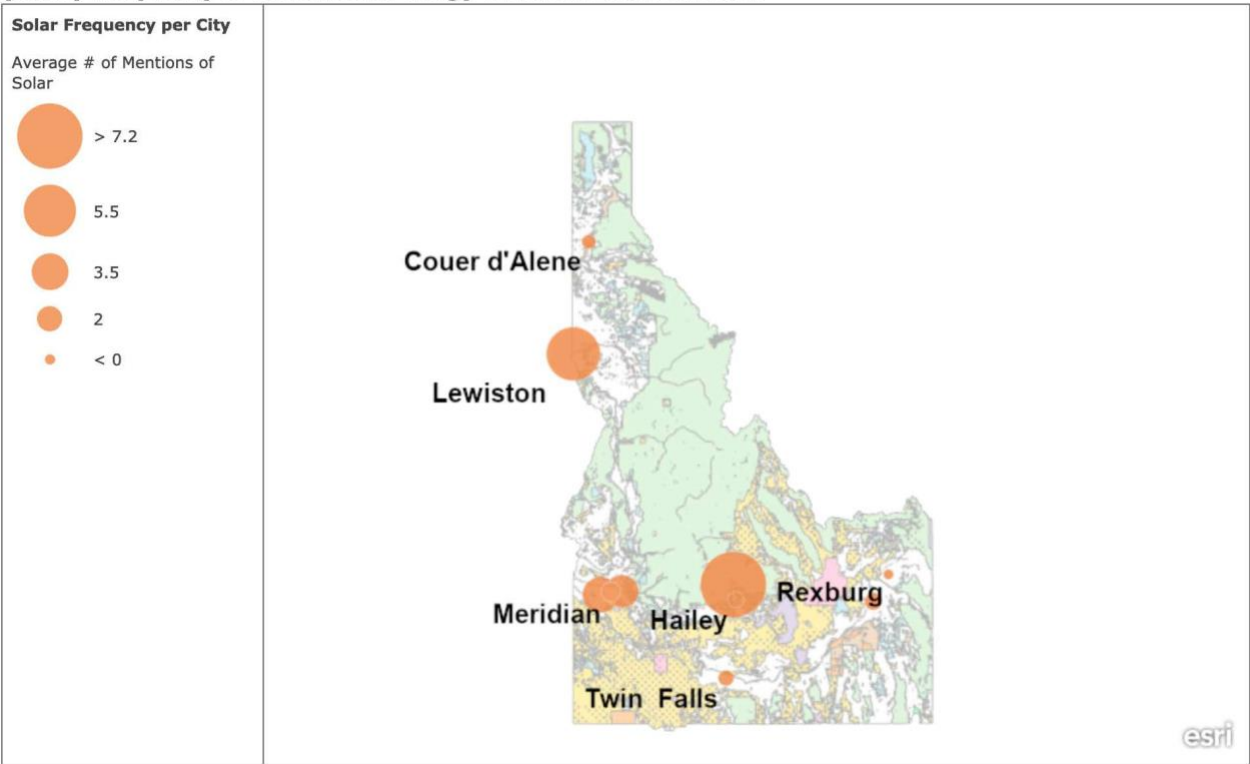 Solar Frequency per City
Average # of Mentions of
Solar
> 7.2
5.5
3.5
2
< 0
Couer d'Alene
Lewiston
Meridian
Hailey
Rexburg
Twin Falls
esri